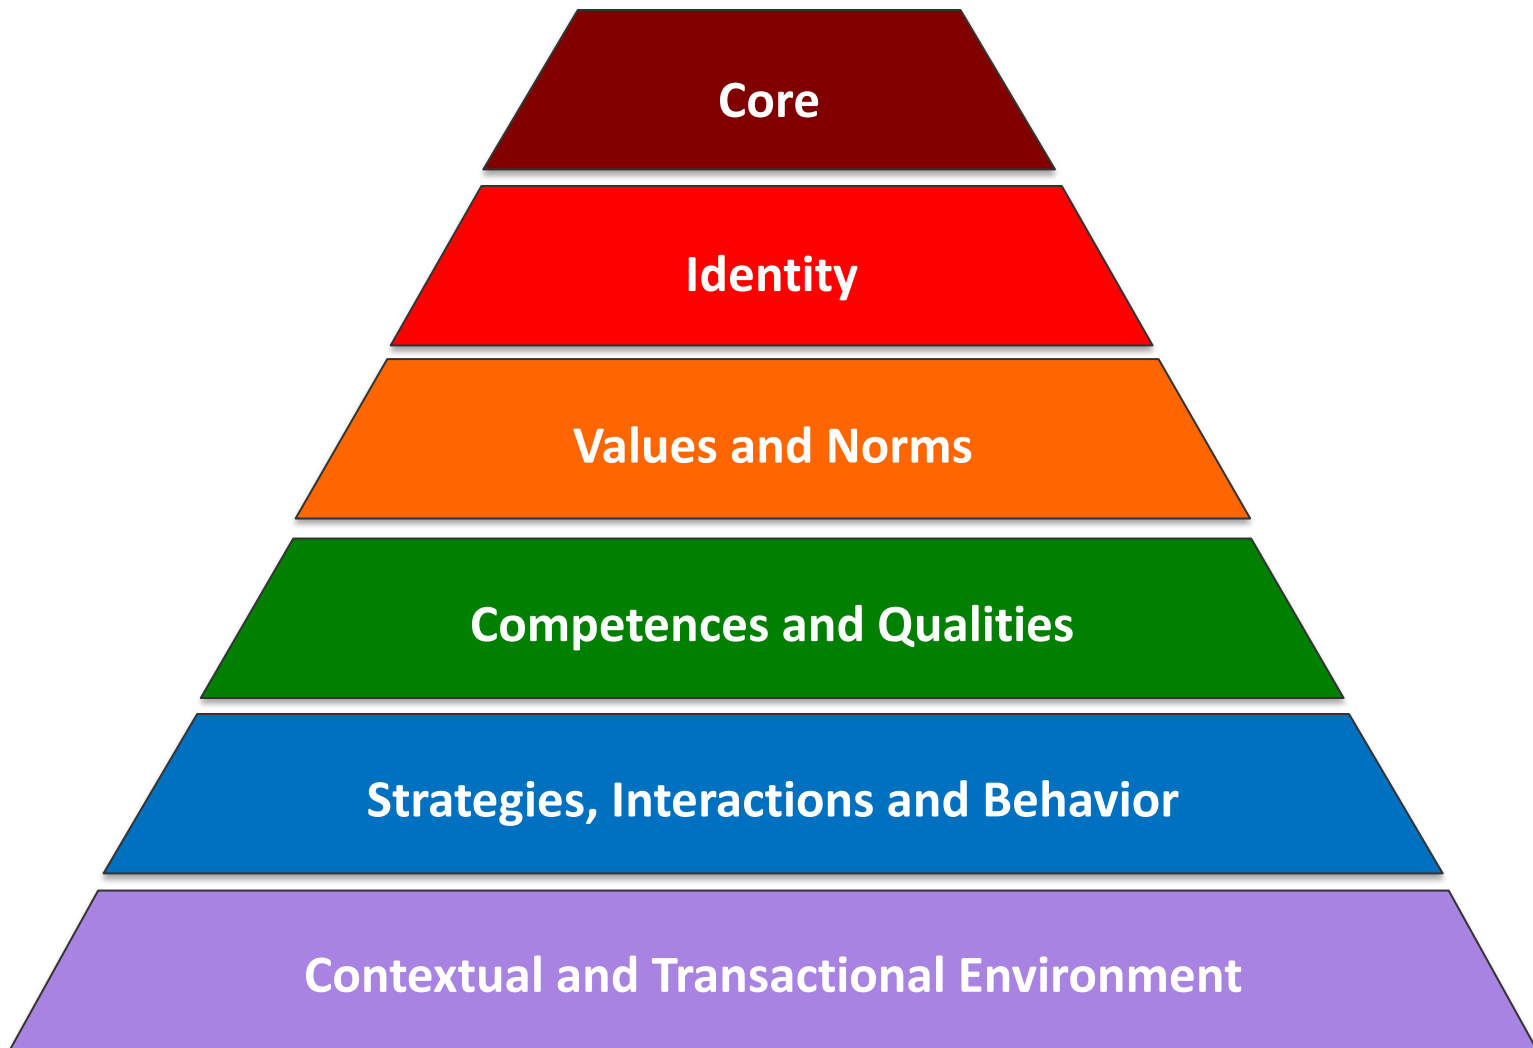 Core
Identity
Values and Norms
Competences and Qualities
Strategies, Interactions and Behavior
Contextual and Transactional Environment